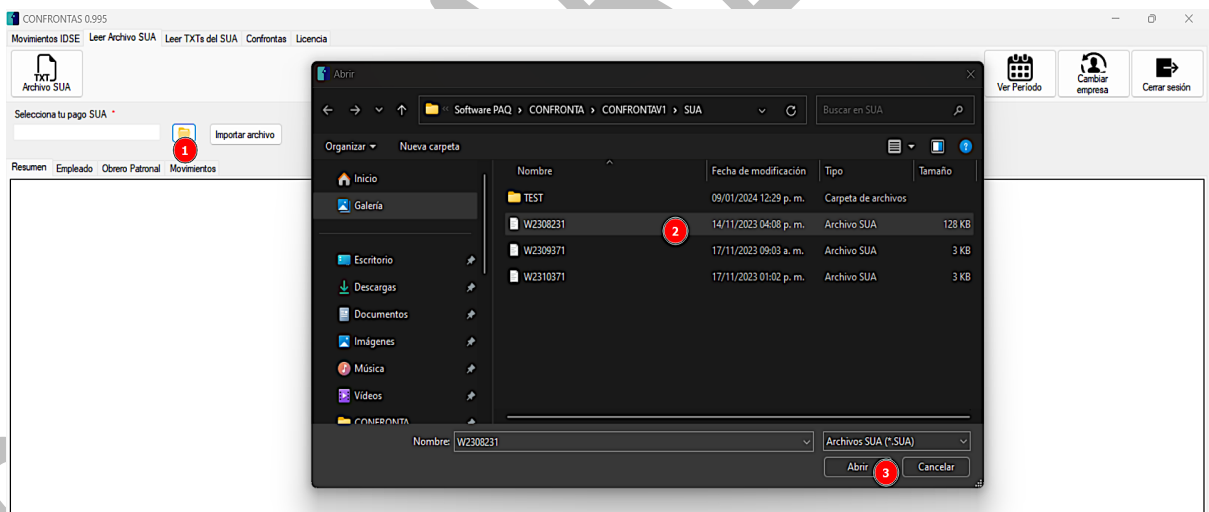 CONFRONTAS 0.995
Movimientos IDSE Leer Archivo SUA Leer TXTs del SUA Confrontas Licencia
TXT
Archivo SUA
Ver Período
Cambiar empresa
Cerrar sesión
Selecciona tu pago SUA *
1
Importar archivo
Resumen Empleado Obrero Patronal Movimientos
Abrir
Software PAQ > CONFRONTA > CONFRONTAV1 > SUA
Buscar en SUA
Organizar Nueva carpeta
Inicio
Galería
Escritorio
Descargas
Documentos
Imágenes
Música
Vídeos
CONFRONTA
Nombre Fecha de modificación Tipo Tamaño
TEST 09/01/2024 12:29 p. m. Carpeta de archivos
W2308231 2 14/11/2023 04:08 p. m. Archivo SUA 128 KB
W2309371 17/11/2023 09:03 a. m. Archivo SUA 3 KB
W2310371 17/11/2023 01:02 p. m. Archivo SUA 3 KB
Nombre: W2308231 Archivos SUA (*.SUA)
Abrir 3 Cancelar